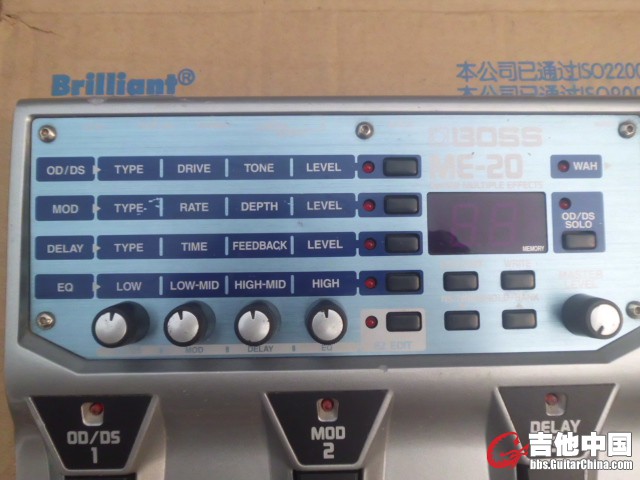 Brilliant®
本公司已通过ISO2200
BOSS
ME-20
OD/DS TYPE DRIVE TONE LEVEL
WAH
MOD TYPE RATE DEPTH LEVEL
OD/DS
SOLO
DELAY TYPE TIME FEEDBACK LEVEL
MEMORY
EQ LOW LOW-MID HIGH-MID HIGH
MOD DELAY EQ
EZ EDIT
OD/DS
1
MOD
2
DELAY
吉他中国
bbs.GuitarChina.com